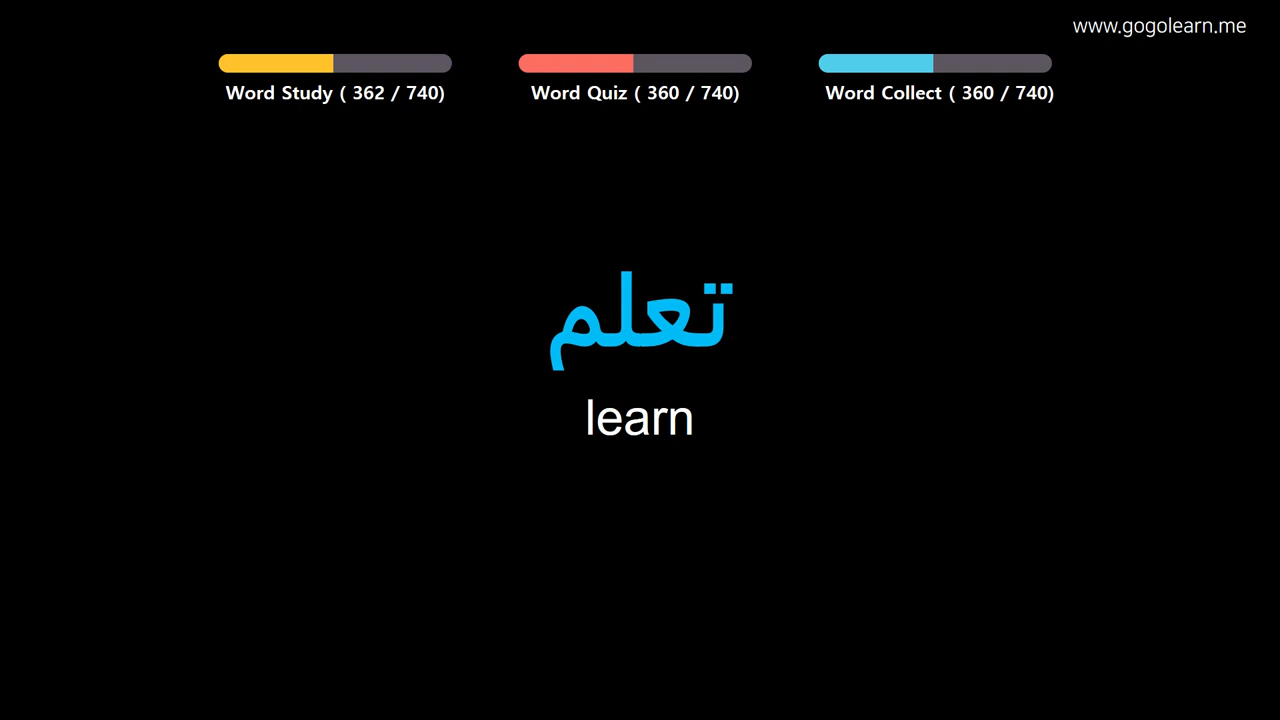 www.gogolearn.me
Word Study ( 362 / 740)
Word Quiz ( 360 / 740)
Word Collect ( 360 / 740)
تعلم
learn